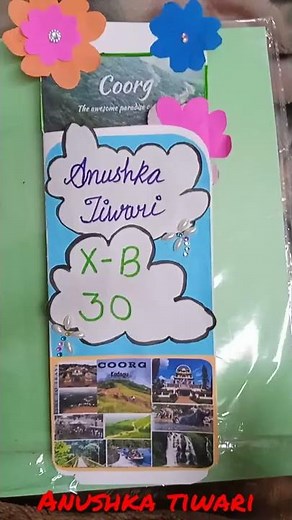 Coorg
The awesome paradise
Anushka
Tiwari
X-B
30
COORG
Kodagu
ANUSHKA TIWARI